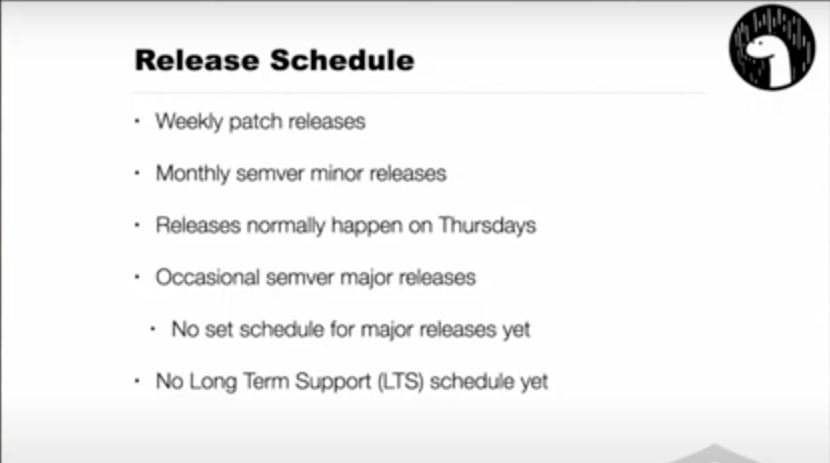 Release Schedule
· Weekly patch releases
· Monthly semver minor releases
· Releases normally happen on Thursdays
· Occasional semver major releases
· No set schedule for major releases yet
· No Long Term Support (LTS) schedule yet